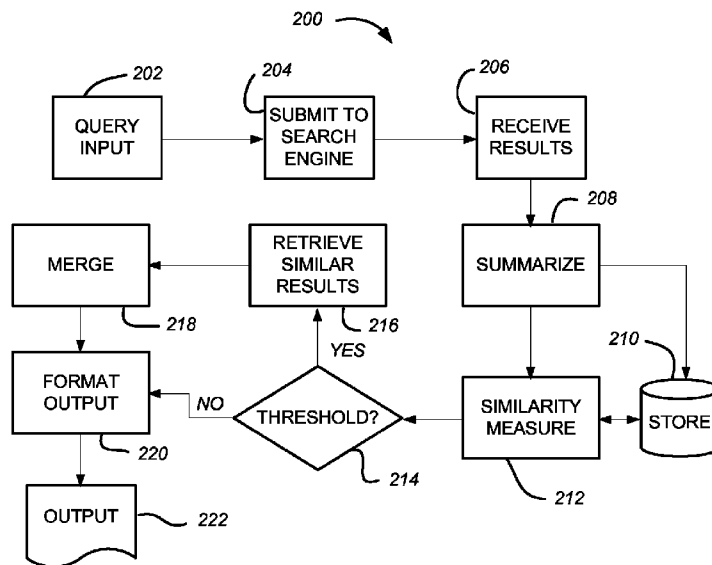 200
202
204
206
QUERY
INPUT
SUBMIT TO
SEARCH
ENGINE
RECEIVE
RESULTS
208
MERGE
RETRIEVE
SIMILAR
RESULTS
SUMMARIZE
218
216
210
YES
FORMAT
OUTPUT
NO
THRESHOLD?
SIMILARITY
MEASURE
STORE
220
214
212
OUTPUT
222